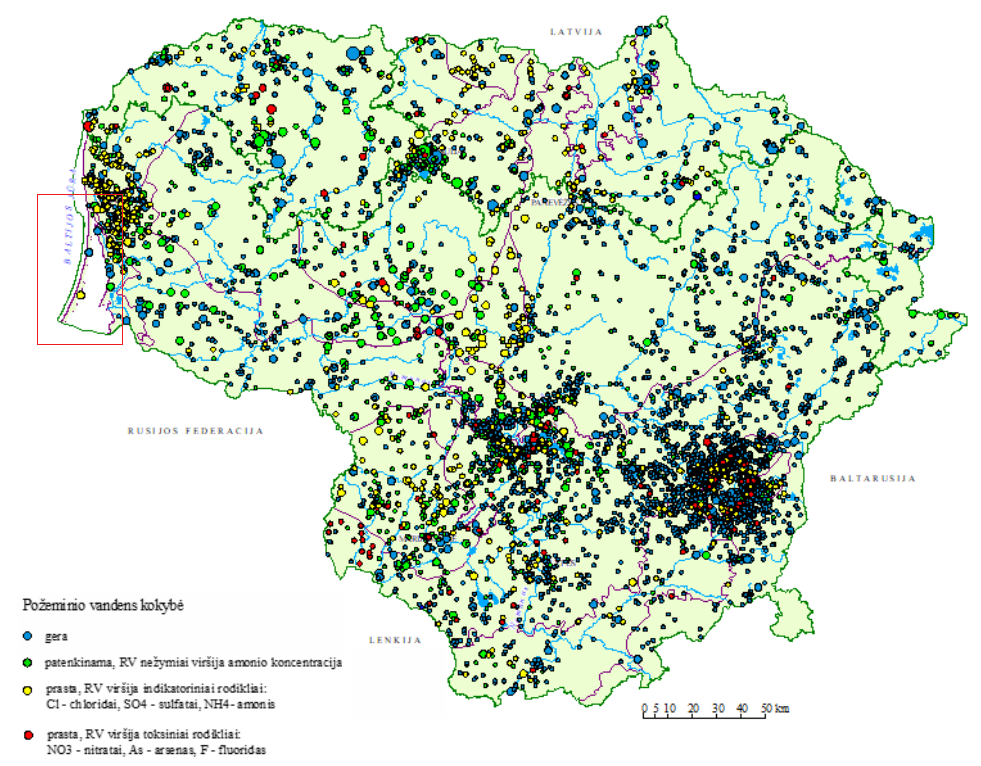 LATVIJA
BALTIJOS
RUSIJOS FEDERACIJA
BALTARUSIJA
LENKIJA
Požeminio vandens kokybė
gera
patenkinama, RV nežymiai viršija amonio koncentracija
prasta, RV viršija indikatoriniai rodikliai:
Cl - chloridai, SO4 - sulfatai, NH4- amonis
prasta, RV viršija toksiniai rodikliai:
NO3 - nitratai, As - arsenas, F - fluoridas
0 5 10 20 30 40 50 km